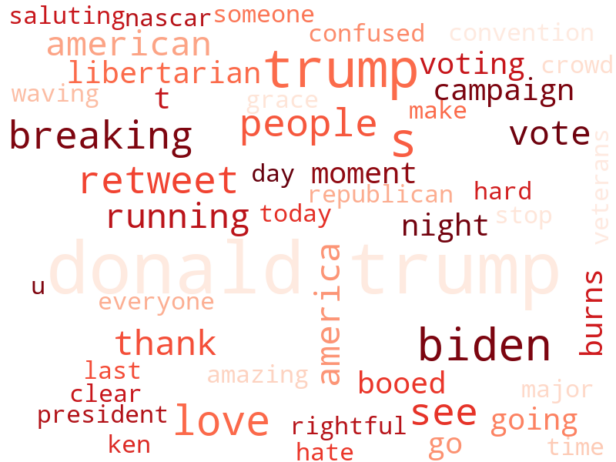 saluting nascar someone
american confused convention
libertarian trump voting crowd
waving t grace make campaign
breaking people s vote
retweet day moment
republican hard veterans
running today night stop
donald trump
u everyone america burns
thank biden
last amazing booed major
clear
president love rightful see going
ken hate go time